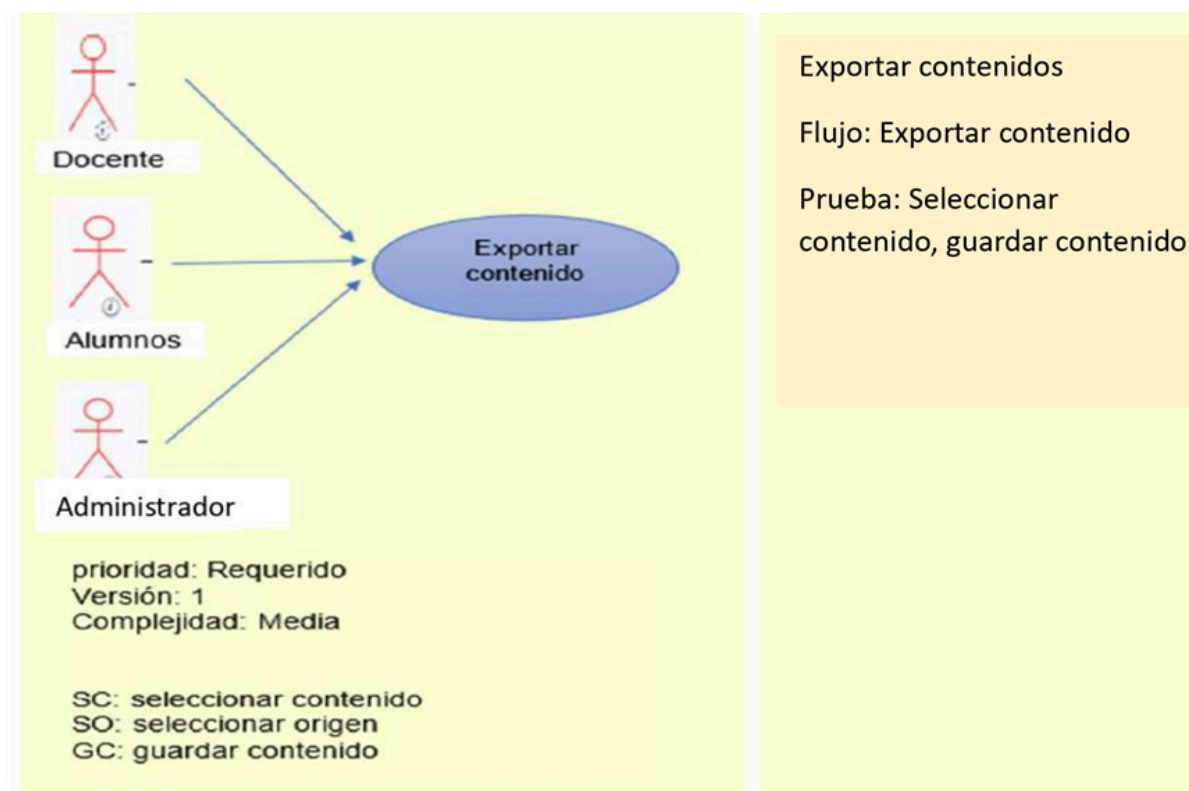 Docente
Alumnos
Administrador
Exportar
contenido
prioridad: Requerido
Versión: 1
Complejidad: Media
SC: seleccionar contenido
SO: seleccionar origen
GC: guardar contenido
Exportar contenidos
Flujo: Exportar contenido
Prueba: Seleccionar
contenido, guardar contenido